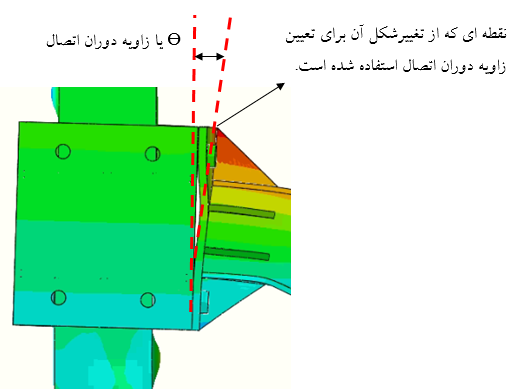 نقطه ای که از تغییرشکل آن برای تعیین
زاویه دوران اتصال استفاده شده است.
Ɵ یا زاویه دوران اتصال